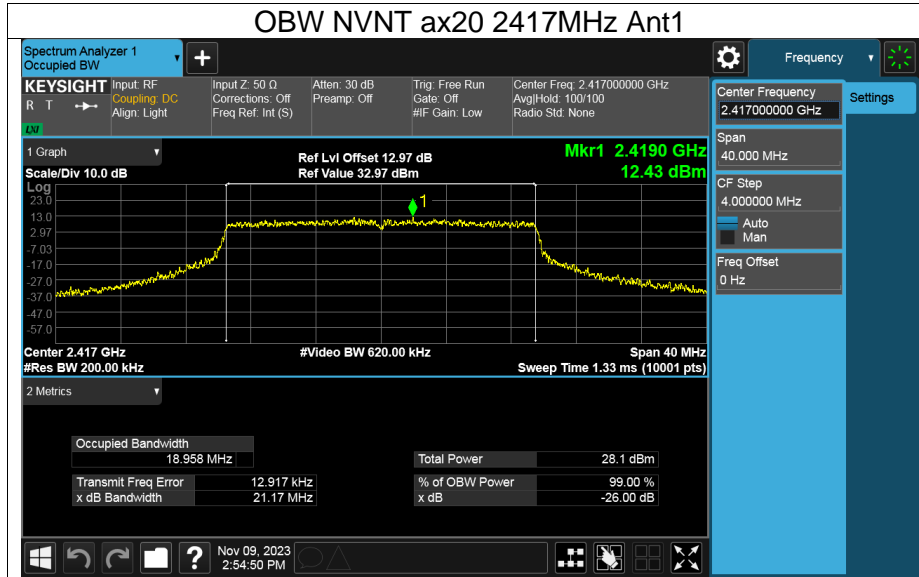 OBW NVNT ax20 2417MHz Ant1
Spectrum Analyzer 1
Occupied BW
Frequency
KEYSIGHT
R T
LXI
Input: RF
Coupling: DC
Align: Light
Input Z: 50 Ω
Corrections: Off
Freq Ref: Int (S)
Atten: 30 dB
Preamp: Off
Trig: Free Run
Gate: Off
#IF Gain: Low
Center Freq: 2.417000000 GHz
Avg|Hold: 100/100
Radio Std: None
Center Frequency
2.417000000 GHz
Settings
Span
40.000 MHz
CF Step
4.000000 MHz
Auto
Man
Freq Offset
0 Hz
1 Graph
Ref Lvl Offset 12.97 dB
Mkr1 2.4190 GHz
Scale/Div 10.0 dB
Ref Value 32.97 dBm
12.43 dBm
Log
23.0
13.0
2.97
-7.03
-17.0
-27.0
-37.0
-47.0
-57.0
1
Center 2.417 GHz
#Video BW 620.00 kHz
Span 40 MHz
#Res BW 200.00 kHz
Sweep Time 1.33 ms (10001 pts)
2 Metrics
Occupied Bandwidth
18.958 MHz
Total Power 28.1 dBm
Transmit Freq Error 12.917 kHz
% of OBW Power 99.00 %
x dB Bandwidth 21.17 MHz
x dB -26.00 dB
?
Nov 09, 2023
2:54:50 PM